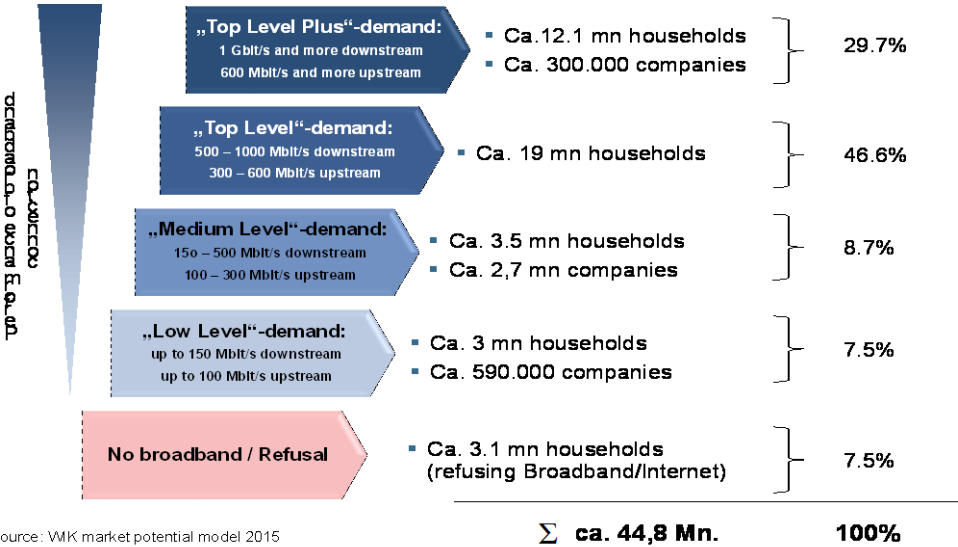 „Top Level Plus“-demand:
1 Gbit/s and more downstream
600 Mbit/s and more upstream
▪ Ca.12.1 mn households
▪ Ca. 300.000 companies
29.7%
„Top Level“-demand:
500 – 1000 Mbit/s downstream
300 – 600 Mbit/s upstream
▪ Ca. 19 mn households
46.6%
„Medium Level“-demand:
15o – 500 Mbit/s downstream
100 – 300 Mbit/s upstream
▪ Ca. 3.5 mn households
▪ Ca. 2,7 mn companies
8.7%
„Low Level“-demand:
up to 150 Mbit/s downstream
up to 100 Mbit/s upstream
▪ Ca. 3 mn households
▪ Ca. 590.000 companies
7.5%
No broadband / Refusal
▪ Ca. 3.1 mn households
(refusing Broadband/Internet)
7.5%
∑ ca. 44,8 Mn.
100%
ource: WIK market potential model 2015